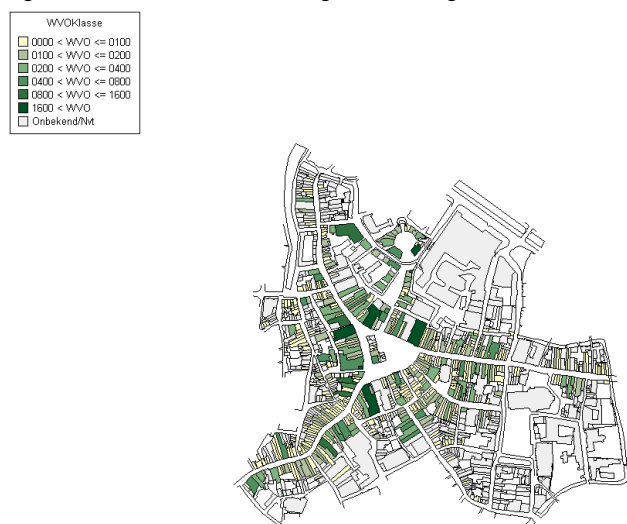 WVOKlasse
0000 < WVO <= 0100
0100 < WVO <= 0200
0200 < WVO <= 0400
0400 < WVO <= 0800
0800 < WVO <= 1600
1600 < WVO
Onbekend/Nvt